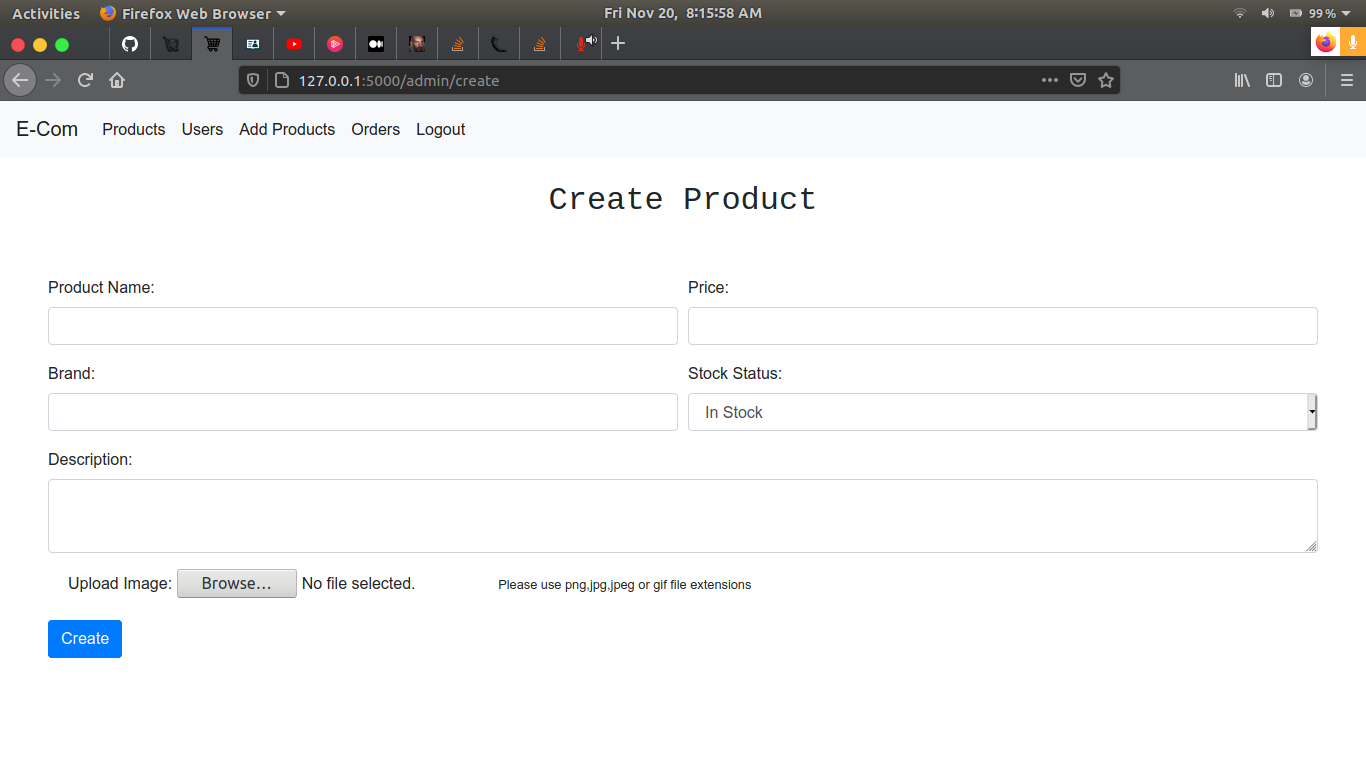 Activities Firefox Web Browser Fri Nov 20, 8:15:58 AM 99%
127.0.0.1:5000/admin/create
E-Com Products Users Add Products Orders Logout
Create Product
Product Name: Price:
Brand: Stock Status:
In Stock
Description:
Upload Image: Browse... No file selected. Please use png,jpg,jpeg or gif file extensions
Create